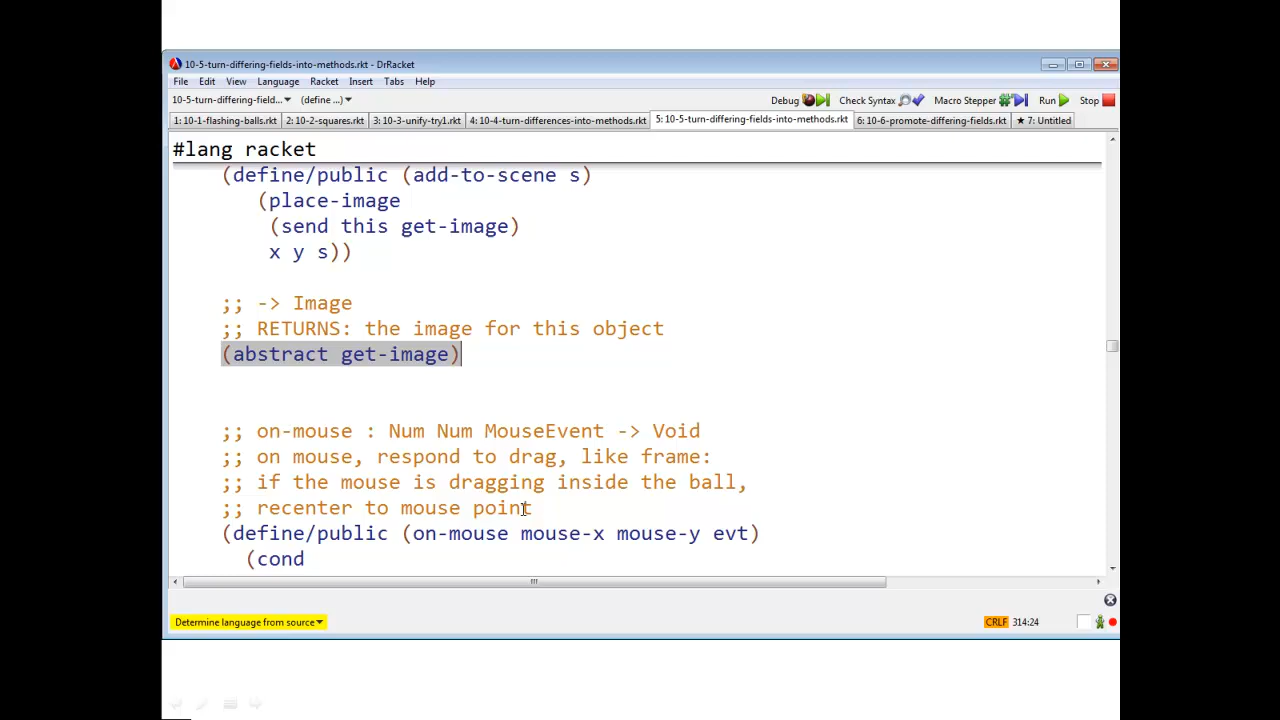 10-5-turn-differing-fields-into-methods.rkt - DrRacket
File Edit View Language Racket Insert Tabs Help
10-5-turn-differing-field... (define ...) Debug Check Syntax Macro Stepper Run Stop
1: 10-1-flashing-balls.rkt 2: 10-2-squares.rkt 3: 10-3-unify-try1.rkt 4: 10-4-turn-differences-into-methods.rkt 5: 10-5-turn-differing-fields-into-methods.rkt 6: 10-6-promote-differing-fields.rkt ★ 7: Untitled
#lang racket
(define/public (add-to-scene s)
(place-image
(send this get-image)
x y s))
;; -> Image
;; RETURNS: the image for this object
(abstract get-image)
;; on-mouse : Num Num MouseEvent -> Void
;; on mouse, respond to drag, like frame:
;; if the mouse is dragging inside the ball,
;; recenter to mouse point
(define/public (on-mouse mouse-x mouse-y evt)
(cond
Determine language from source CRLF 314:24